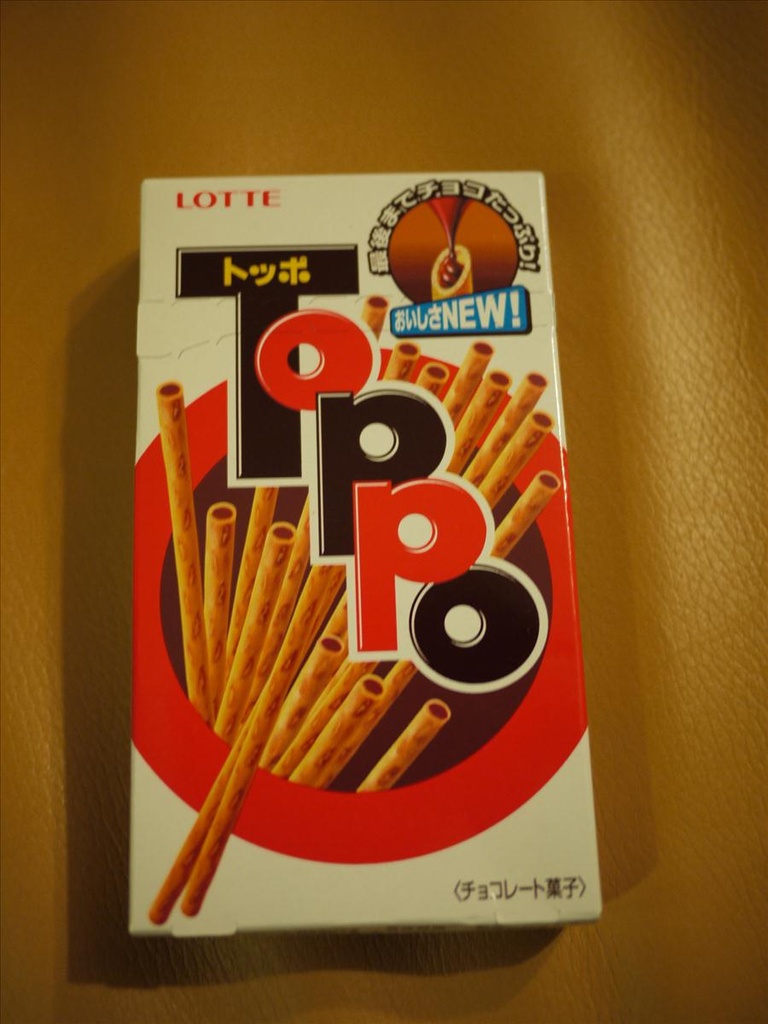 LOTTE
最後までチョコたっぷり!
トッポ
おいしさNEW!
Toppo
〈チョコレート菓子〉